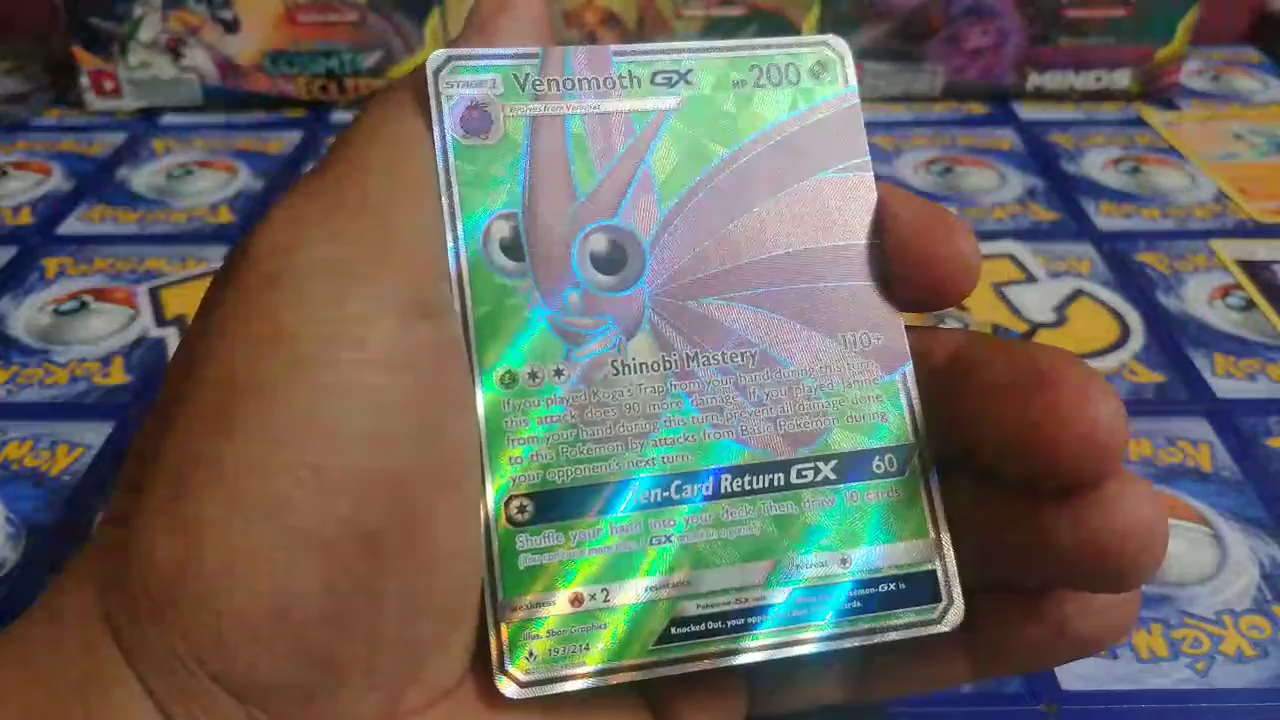 COSMIC
ECLIPSE
MINDS
STAGE 1 Venomoth GX HP 200
Evolves from Venonat
Shinobi Mastery 110+
If you played Koga's Trap from your hand during this turn,
this attack does 90 more damage. If you played Janine
from your hand during this turn, prevent all damage done
to this Pokémon by attacks from Basic Pokémon during
your opponent's next turn.
Ten-Card Return GX 60
Shuffle your hand into your deck. Then, draw 10 cards.
GX
weakness ×2 resistance retreat
Pokémon-GX rule Pokémon-GX is
Knocked Out, your cards.
Illus. 5ban Graphics
193/214
Pokémon
Pokémon
Pokémon
Pokémon
Pokémon